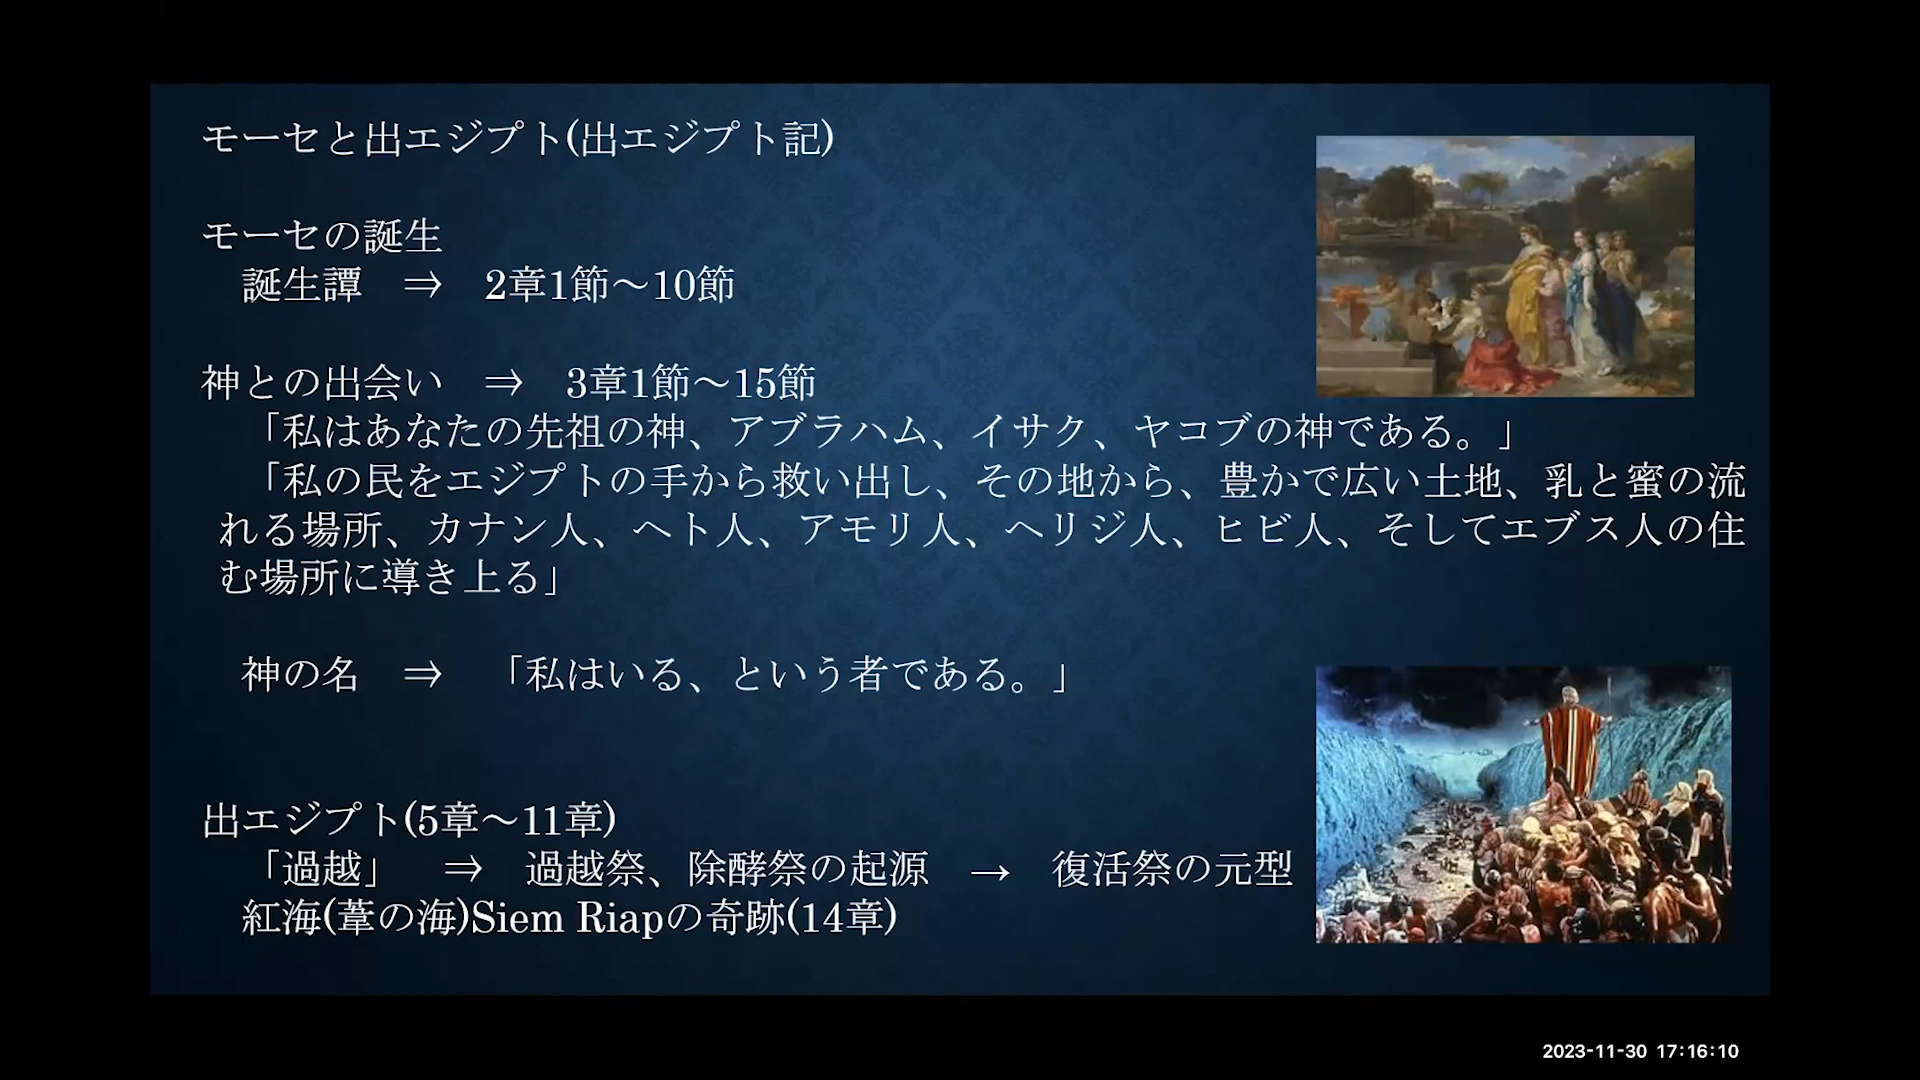 モーセと出エジプト(出エジプト記)
モーセの誕生
誕生譚　⇒　2章1節～10節
神との出会い　⇒　3章1節～15節
「私はあなたの先祖の神、アブラハム、イサク、ヤコブの神である。」
「私の民をエジプトの手から救い出し、その地から、豊かで広い土地、乳と蜜の流
れる場所、カナン人、ヘト人、アモリ人、ヘリジ人、ヒビ人、そしてエブス人の住
む場所に導き上る」
神の名　⇒　「私はいる、という者である。」
出エジプト(5章～11章)
「過越」　⇒　過越祭、除酵祭の起源　→　復活祭の元型
紅海(葦の海)Siem Riapの奇跡(14章)
2023-11-30 17:16:10